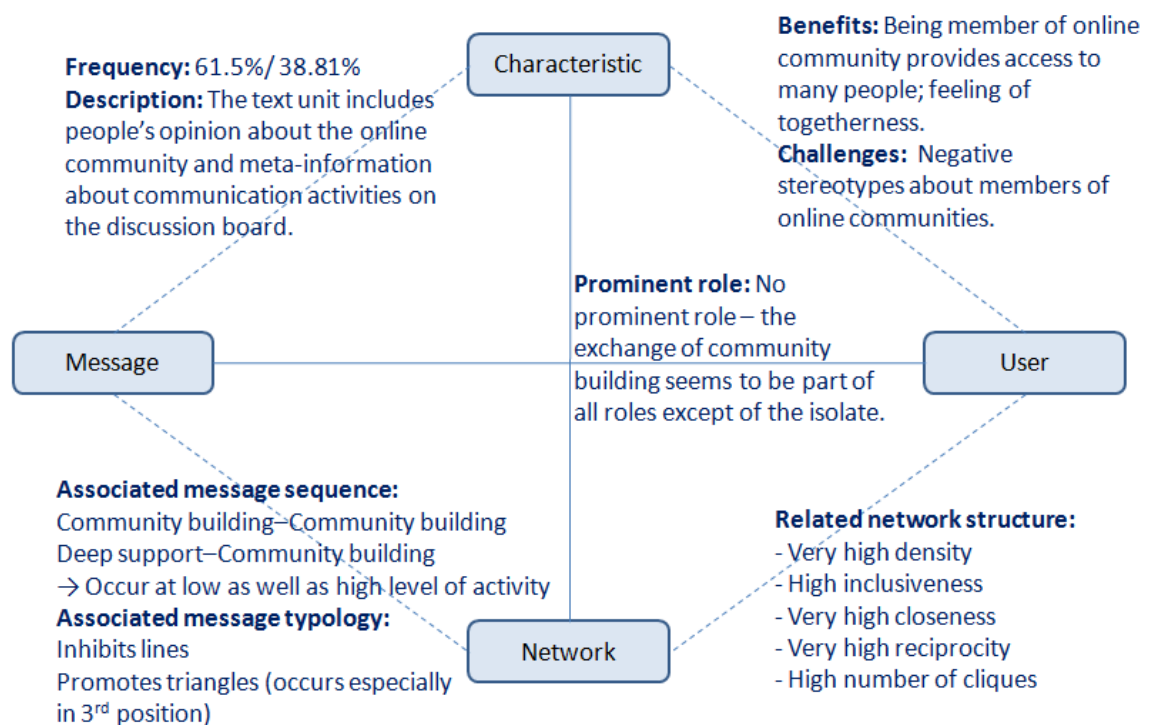 Characteristic
Frequency: 61.5%/ 38.81%
Description: The text unit includes
people's opinion about the online
community and meta-information
about communication activities on
the discussion board.
Benefits: Being member of online
community provides access to
many people; feeling of
togetherness.
Challenges: Negative
stereotypes about members of
online communities.
Message
Prominent role: No
prominent role – the
exchange of community
building seems to be part of
all roles except of the isolate.
User
Associated message sequence:
Community building–Community building
Deep support–Community building
→ Occur at low as well as high level of activity
Associated message typology:
Inhibits lines
Promotes triangles (occurs especially
in 3rd position)
Network
Related network structure:
- Very high density
- High inclusiveness
- Very high closeness
- Very high reciprocity
- High number of cliques